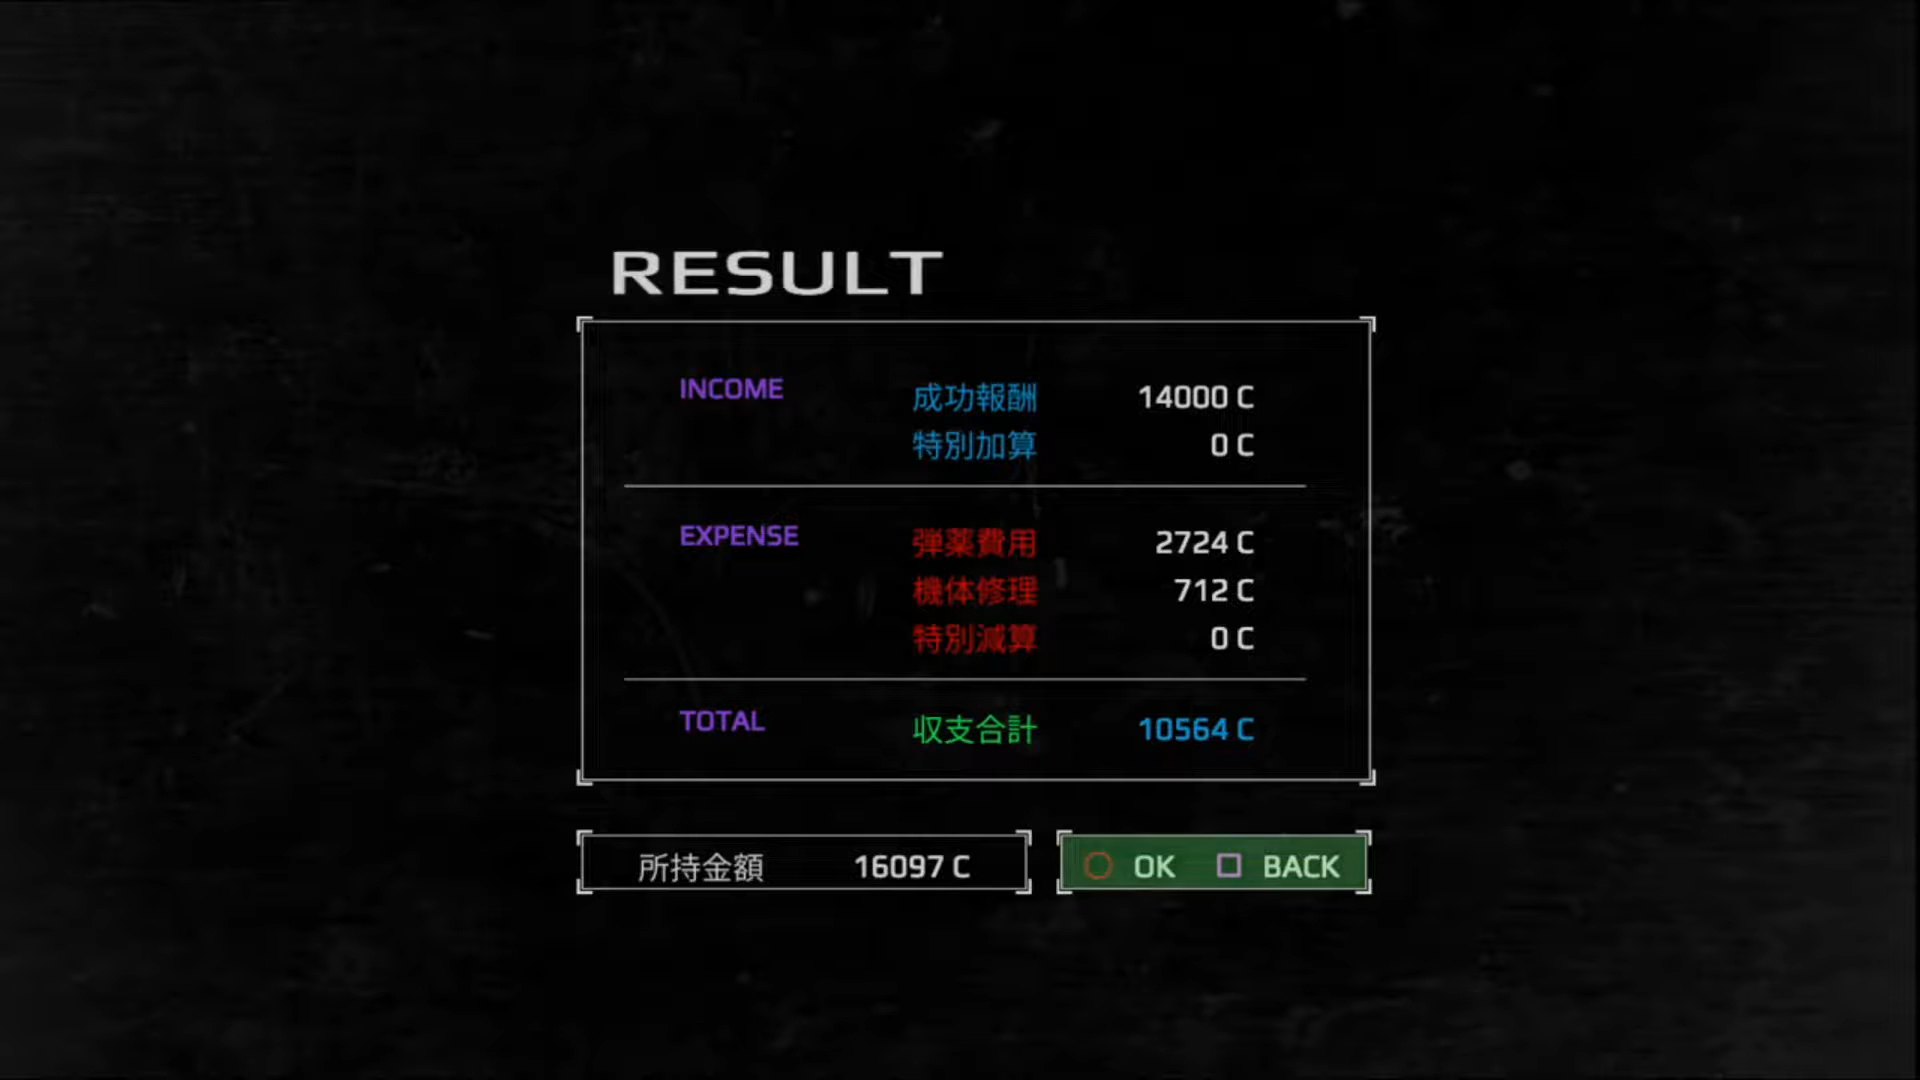 RESULT
INCOME 成功報酬 14000 C
特別加算 0 C
EXPENSE 弾薬費用 2724 C
機体修理 712 C
特別減算 0 C
TOTAL 収支合計 10564 C
所持金額 16097 C OK BACK